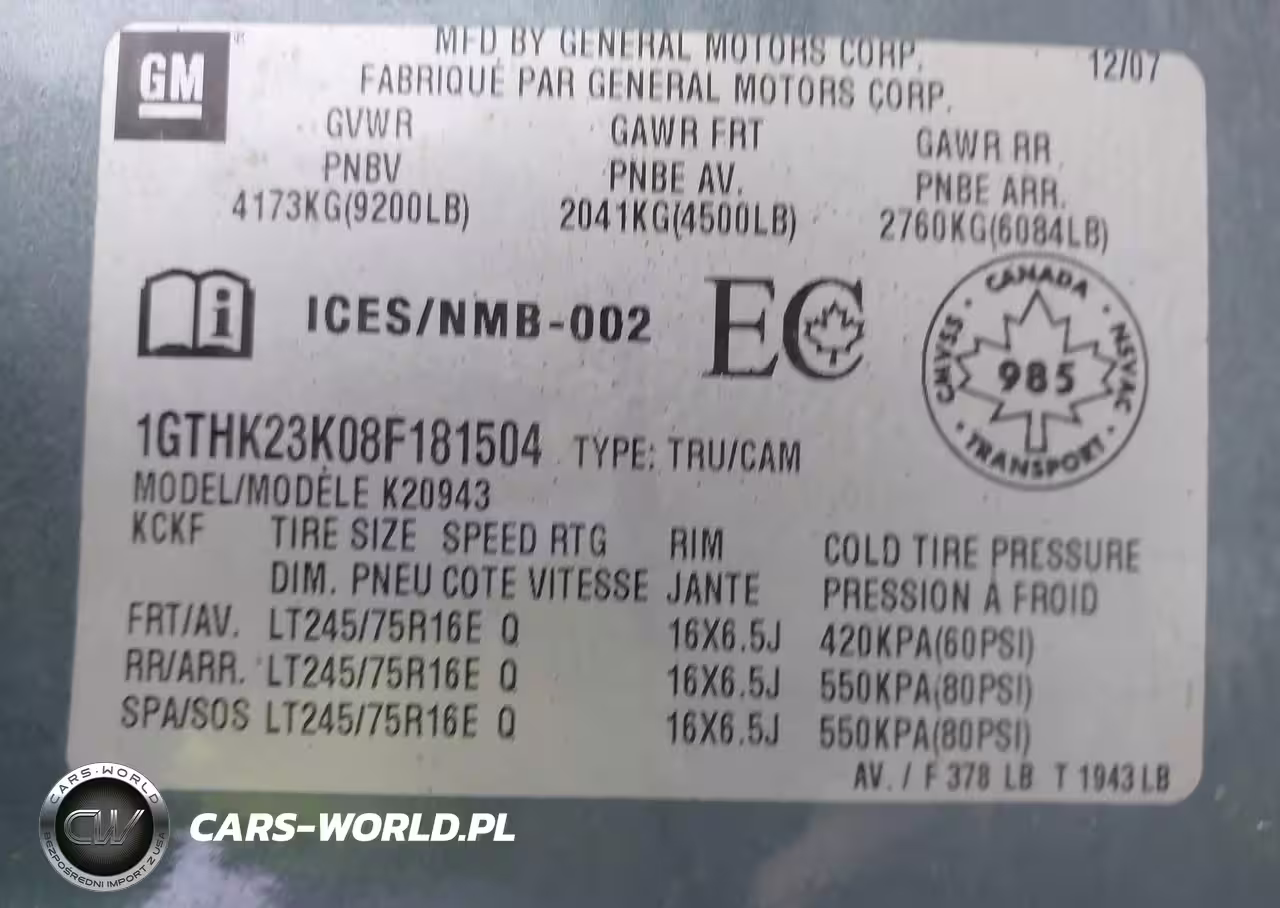 GM
MFD BY GENERAL MOTORS CORP. 12/07
FABRIQUÉ PAR GENERAL MOTORS CORP.
GVWR GAWR FRT GAWR RR
PNBV PNBE AV. PNBE ARR.
4173KG(9200LB) 2041KG(4500LB) 2760KG(6084LB)
i ICES/NMB-002 EC
CANADA
CMVSS 985 NSVAC
TRANSPORT
1GTHK23K08F181504 TYPE: TRU/CAM
MODEL/MODÈLE K20943
KCKF TIRE SIZE SPEED RTG RIM COLD TIRE PRESSURE
DIM. PNEU COTE VITESSE JANTE PRESSION À FROID
FRT/AV. LT245/75R16E Q 16X6.5J 420KPA(60PSI)
RR/ARR. LT245/75R16E Q 16X6.5J 550KPA(80PSI)
SPA/SOS LT245/75R16E Q 16X6.5J 550KPA(80PSI)
AV. / F 378 LB T 1943 LB
CARS-WORLD
CW
BEZPOŚREDNI IMPORT Z USA
CARS-WORLD.PL